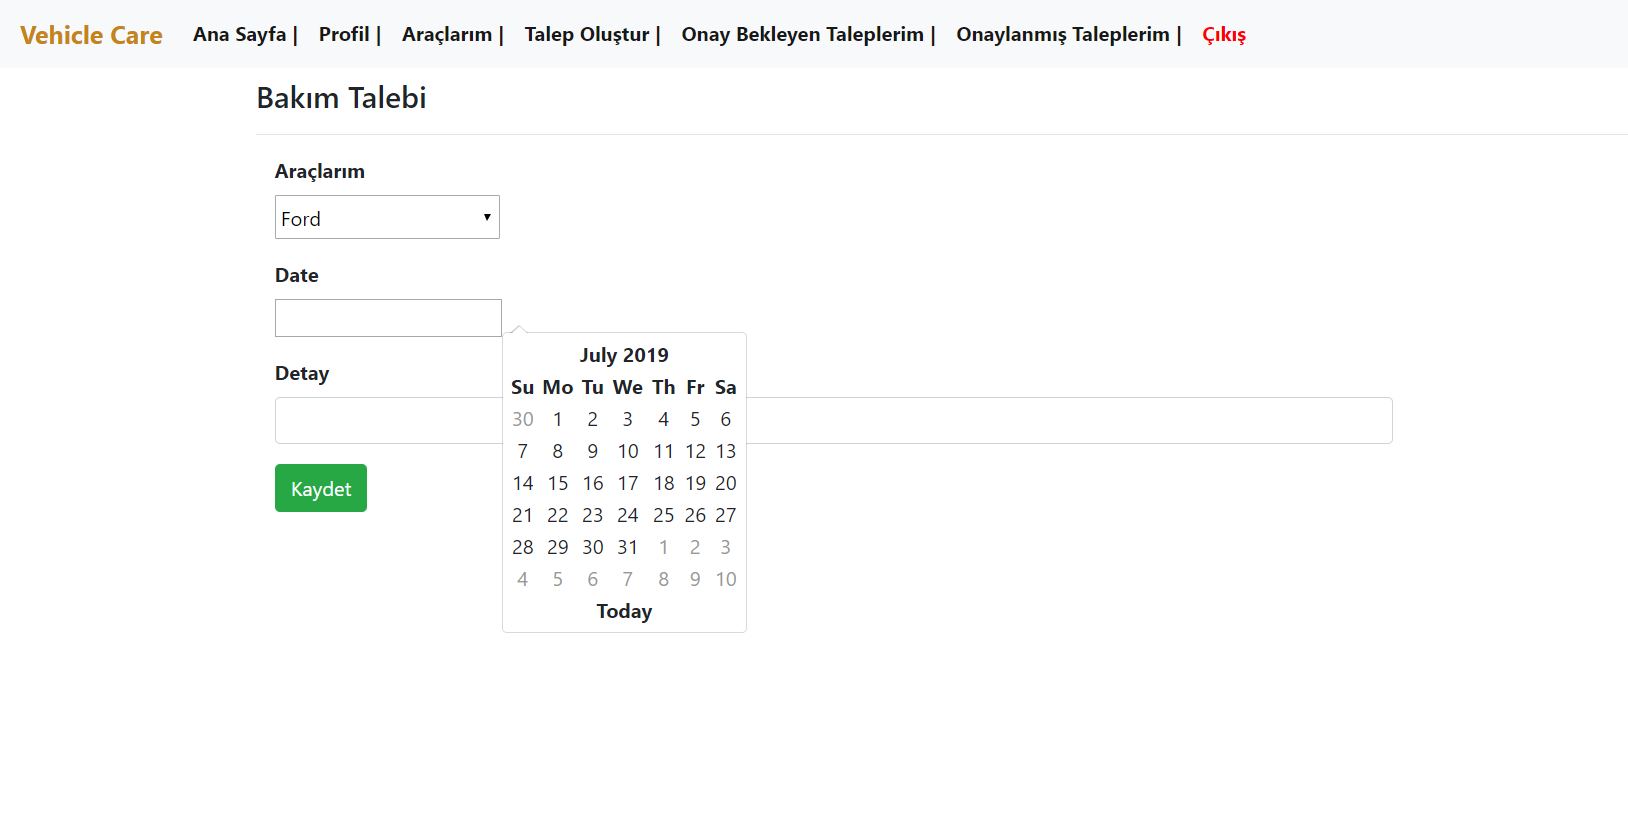 Vehicle Care Ana Sayfa | Profil | Araçlarım | Talep Oluştur | Onay Bekleyen Taleplerim | Onaylanmış Taleplerim | Çıkış
Bakım Talebi
Araçlarım
Ford
Date
Detay
Kaydet
July 2019
Su Mo Tu We Th Fr Sa
30 1 2 3 4 5 6
7 8 9 10 11 12 13
14 15 16 17 18 19 20
21 22 23 24 25 26 27
28 29 30 31 1 2 3
4 5 6 7 8 9 10
Today